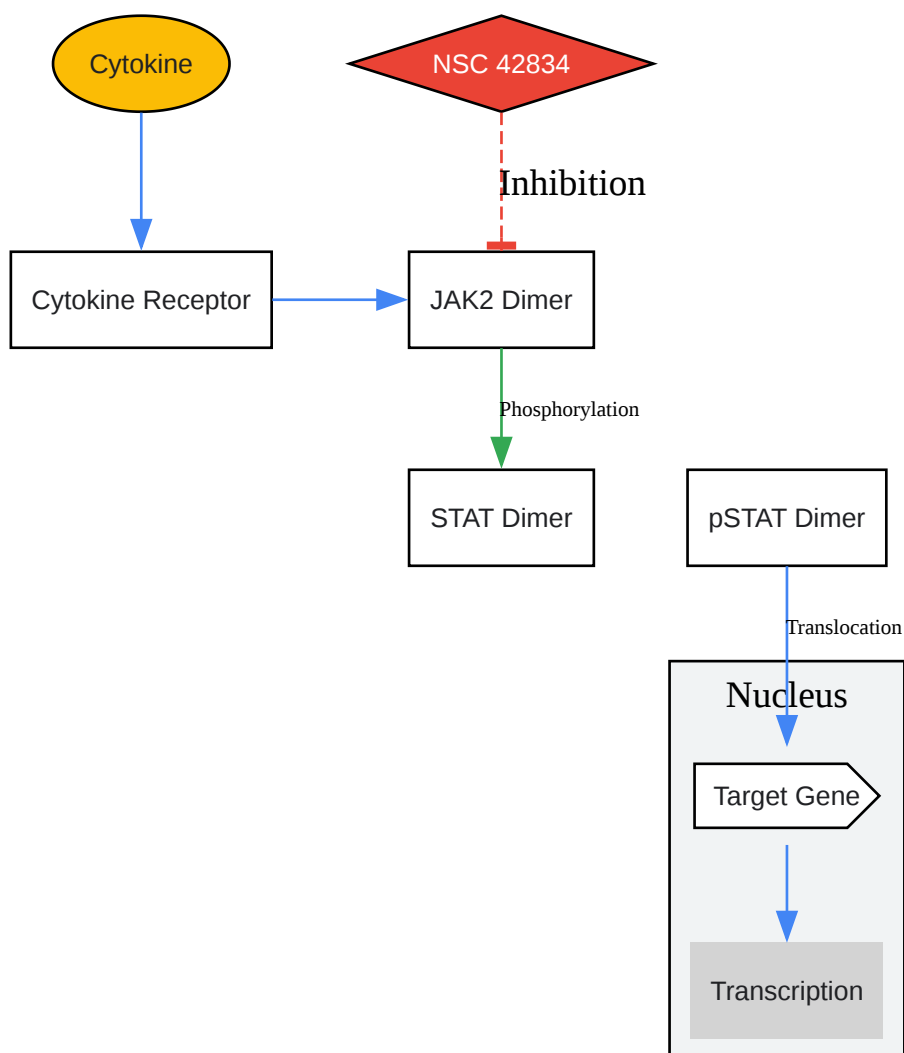 Cytokine
NSC 42834
Inhibition
Cytokine Receptor
JAK2 Dimer
Phosphorylation
STAT Dimer
pSTAT Dimer
Translocation
Nucleus
Target Gene
Transcription